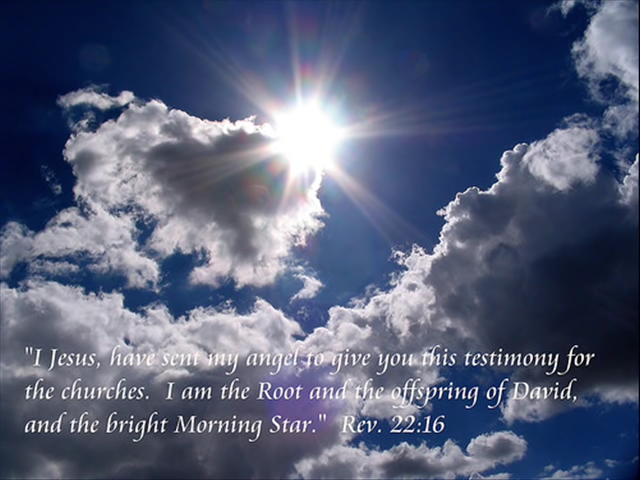 "I Jesus, have sent my angel to give you this testimony for
the churches.  I am the Root and the offspring of David,
and the bright Morning Star."  Rev. 22:16